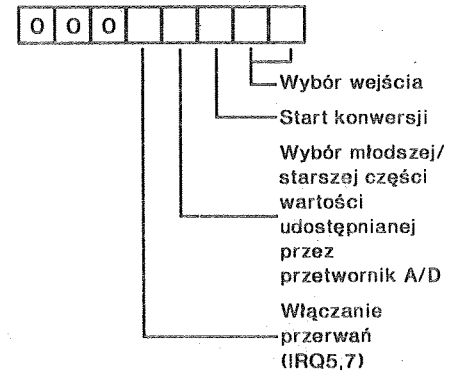 0 0 0
Wybór wejścia
Start konwersji
Wybór młodszej/
starszej części
wartości
udostępnianej
przez
przetwornik A/D
Włączanie
przerwań
(IRQ5,7)